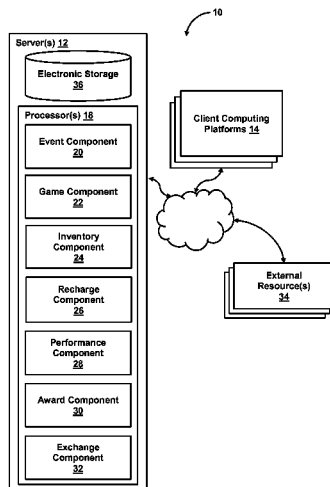 10
Server(s) 12
Electronic Storage
36
Processor(s) 18
Event Component
20
Game Component
22
Inventory
Component
24
Recharge
Component
26
Performance
Component
28
Award Component
30
Exchange
Component
32
Client Computing
Platforms 14
External
Resource(s)
34